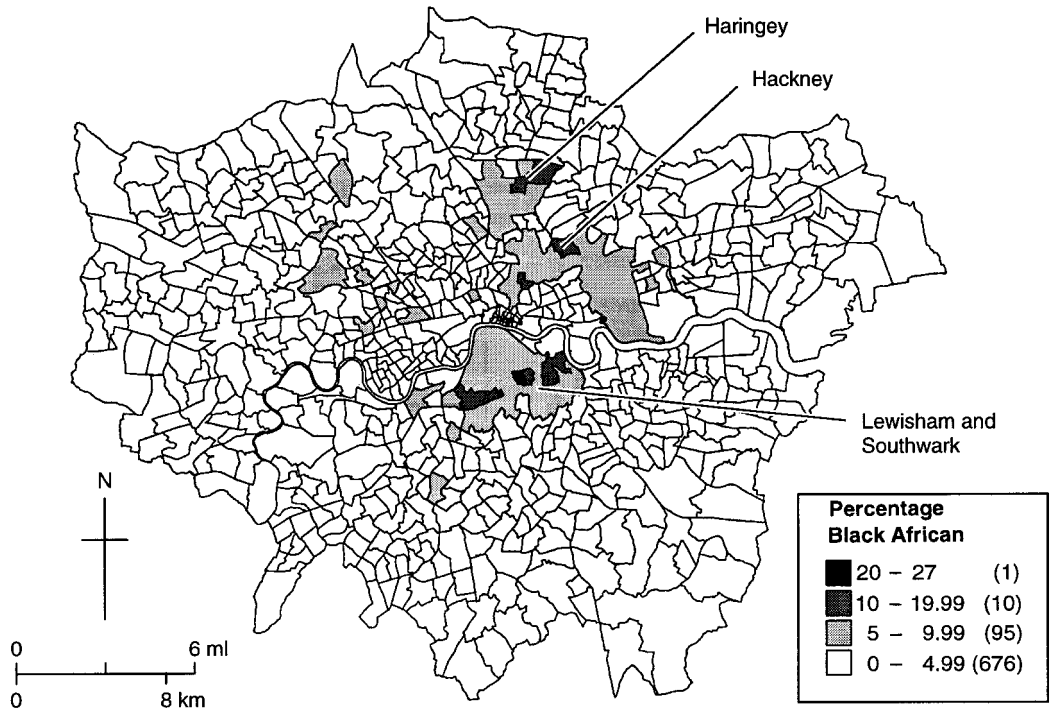 Haringey
Hackney
Lewisham and
Southwark
N
0 6 ml
0 8 km
Percentage
Black African
20 – 27 (1)
10 – 19.99 (10)
5 – 9.99 (95)
0 – 4.99 (676)